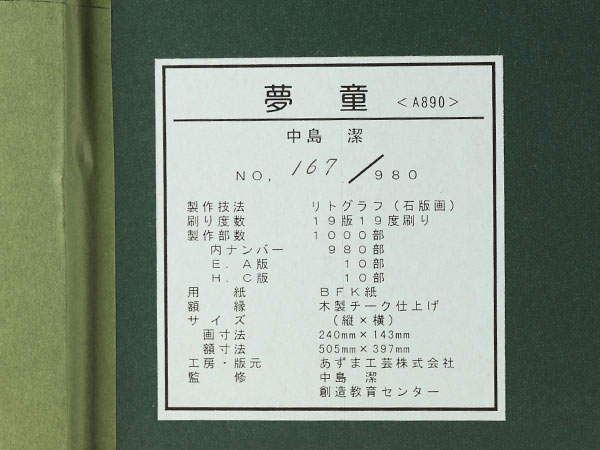 夢童 ＜A890＞
中島 潔
NO, 167／980
製作技法 リトグラフ（石版画）
刷り度数 19版19度刷り
製作部数 1000部
内ナンバー 980部
E．A版 10部
H．C版 10部
用紙 BFK紙
額縁 木製チーク仕上げ
サイズ （縦×横）
画寸法 240mm×143mm
額寸法 505mm×397mm
工房・版元 あずま工芸株式会社
監修 中島 潔
創造教育センター